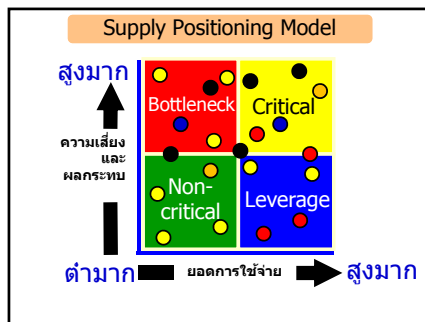 Supply Positioning Model
สูงมาก
Bottleneck
Critical
ความเสี่ยง
และ
ผลกระทบ
Non-
critical
Leverage
ต่ำมาก
ยอดการใช้จ่าย
สูงมาก